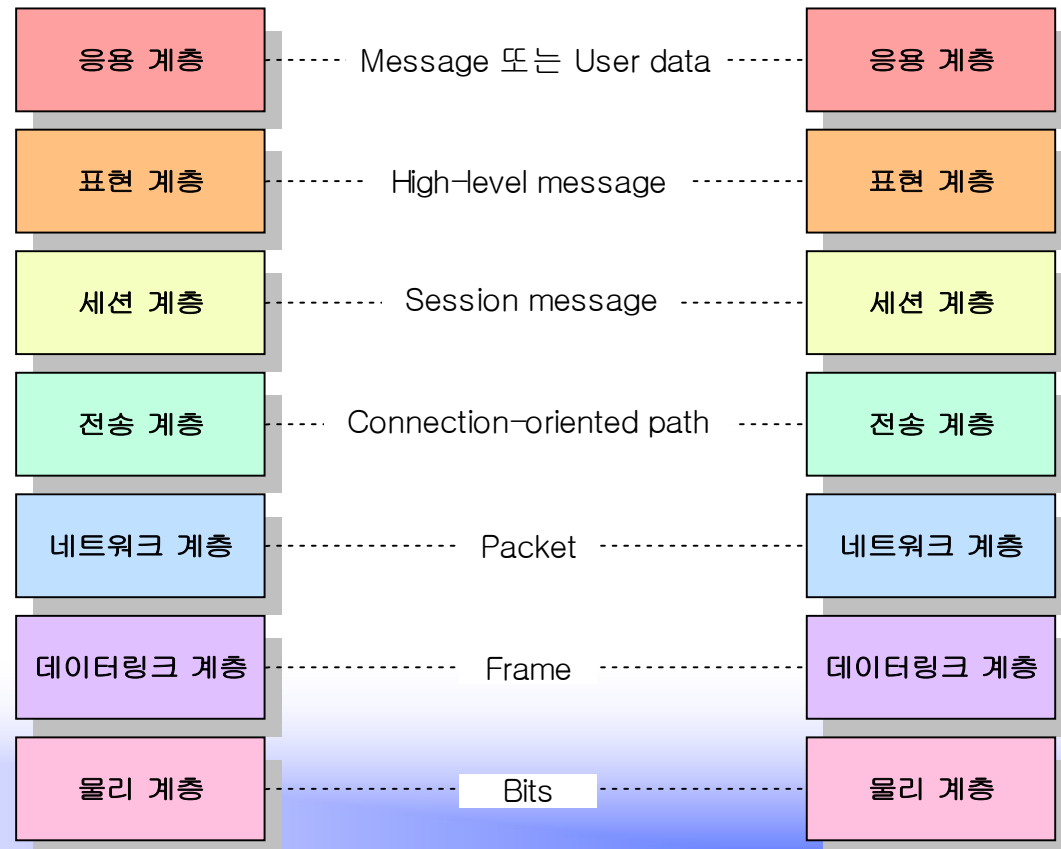 응용 계층 Message 또는 User data 응용 계층
표현 계층 High-level message 표현 계층
세션 계층 Session message 세션 계층
전송 계층 Connection-oriented path 전송 계층
네트워크 계층 Packet 네트워크 계층
데이터링크 계층 Frame 데이터링크 계층
물리 계층 Bits 물리 계층